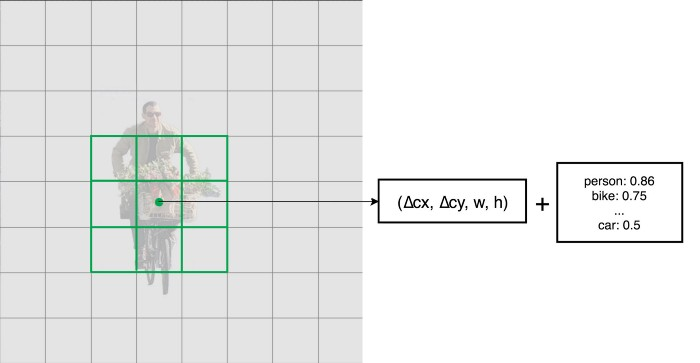 (Δcx, Δcy, w, h)
+
person: 0.86
bike: 0.75
...
car: 0.5